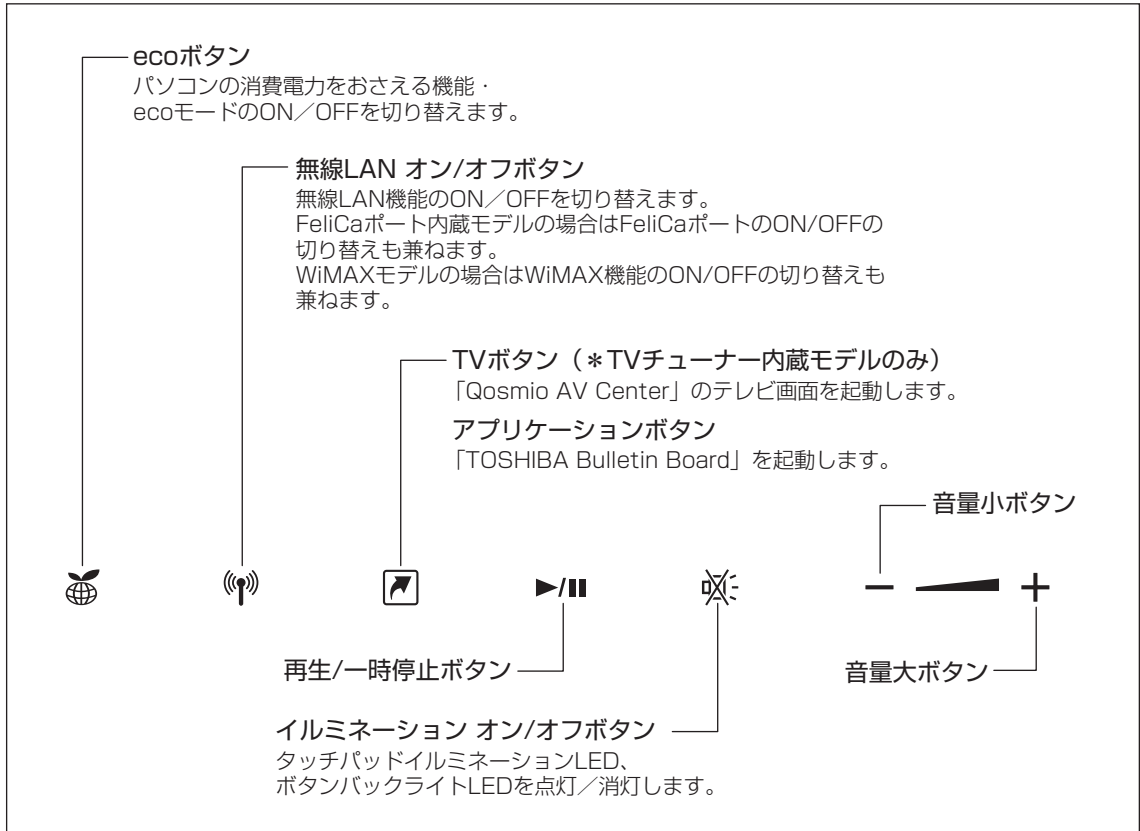 ecoボタン
パソコンの消費電力をおさえる機能・
ecoモードのON／OFFを切り替えます。
無線LAN オン/オフボタン
無線LAN機能のON／OFFを切り替えます。
FeliCaポート内蔵モデルの場合はFeliCaポートのON/OFFの
切り替えも兼ねます。
WiMAXモデルの場合はWiMAX機能のON/OFFの切り替えも
兼ねます。
TVボタン（＊TVチューナー内蔵モデルのみ）
「Qosmio AV Center」のテレビ画面を起動します。
アプリケーションボタン
「TOSHIBA Bulletin Board」を起動します。
音量小ボタン
再生/一時停止ボタン
音量大ボタン
イルミネーション オン/オフボタン
タッチパッドイルミネーションLED、
ボタンバックライトLEDを点灯／消灯します。